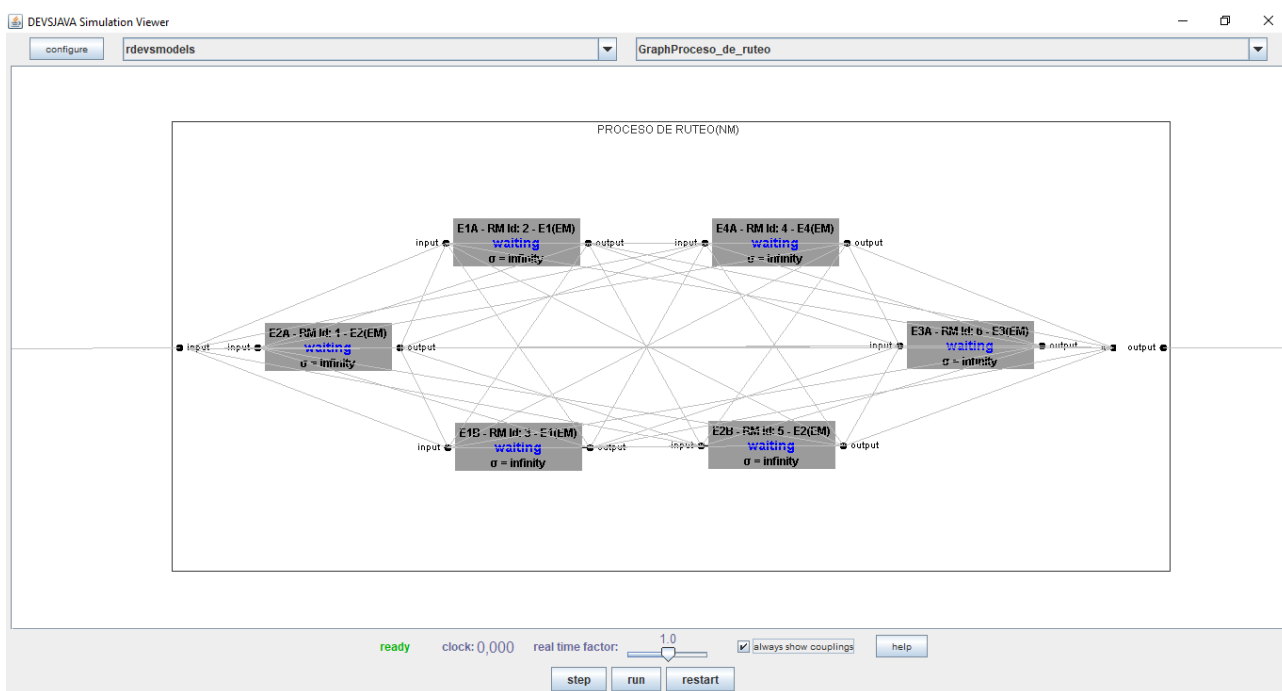 DEVSJAVA Simulation Viewer
configure rdevsmodels GraphProceso_de_ruteo
PROCESO DE RUTEO(NM)
E1A - RM Id: 2 - E1(EM) E4A - RM Id: 4 - E4(EM)
input waiting output input waiting output
σ = infinity σ = infinity
E2A - RM Id: 1 - E2(EM) E3A - RM Id: 6 - E3(EM)
input input waiting output input waiting output output
σ = infinity σ = infinity
E1B - RM Id: 3 - E1(EM) E2B - RM Id: 5 - E2(EM)
input waiting output input waiting output
σ = infinity σ = infinity
ready clock: 0,000 real time factor: 1.0 always show couplings help
step run restart